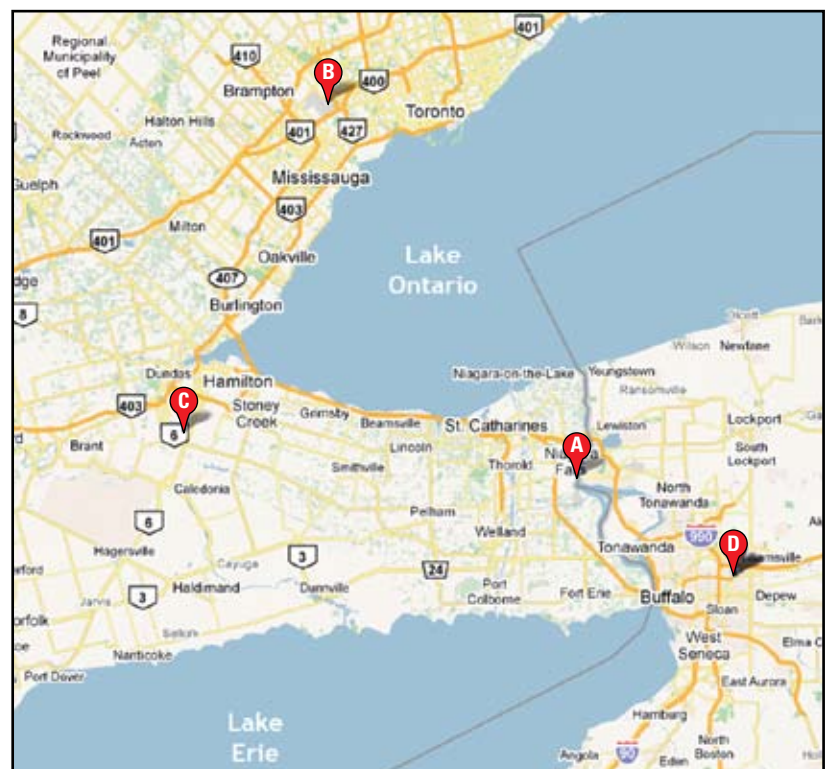 Regional
Municipality
of Peel
410
401
B
Brampton
400
Toronto
Rockwood
Acton
Halton Hills
401
427
Guelph
Mississauga
403
Milton
401
Oakville
Lake
Ontario
407
8
Burlington
Dundas
Hamilton
C
403
Stoney
Creek
6
Brant
Grimsby
Beamsville
Lincoln
Smithville
Caledonia
6
Hagersville
Cayuga
3
Haldimand
Dunnville
Jarvis
3
Nanticoke
Port Dover
Niagara-on-the-Lake
Youngstown
Wilson
Newfane
Ransomville
St. Catharines
Lewiston
Lockport
A
Thorold
South
Lockport
North
Tonawanda
Pelham
Welland
990
Tonawanda
D
24
Port
Colborne
Fort Erie
Buffalo
Depew
Sloan
West
Seneca
East Aurora
Hamburg
North
Boston
Angola
90
Eden
Lake
Erie